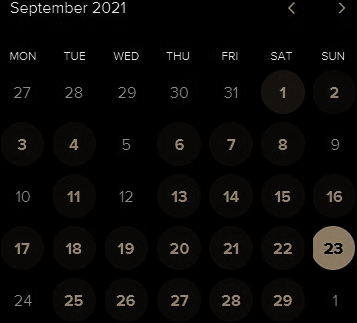 September 2021
MON TUE WED THU FRI SAT SUN
27 28 29 30 31 1 2
3 4 5 6 7 8 9
10 11 12 13 14 15 16
17 18 19 20 21 22 23
24 25 26 27 28 29 1